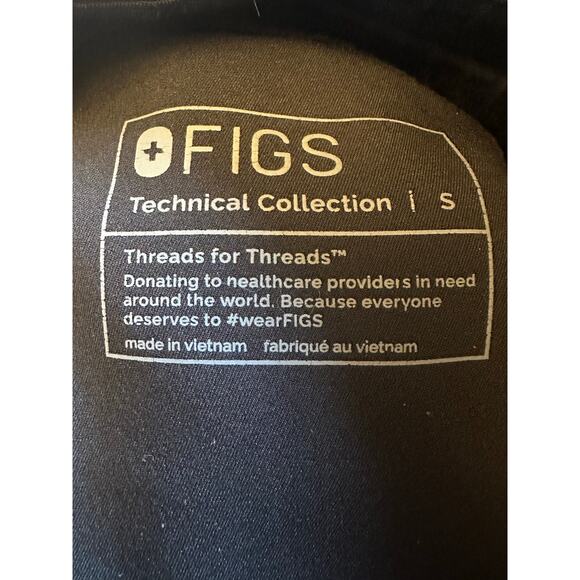 FIGS
Technical Collection | S
Threads for Threads™
Donating to healthcare providers in need
around the world. Because everyone
deserves to #wearFIGS
made in vietnam fabriqué au vietnam